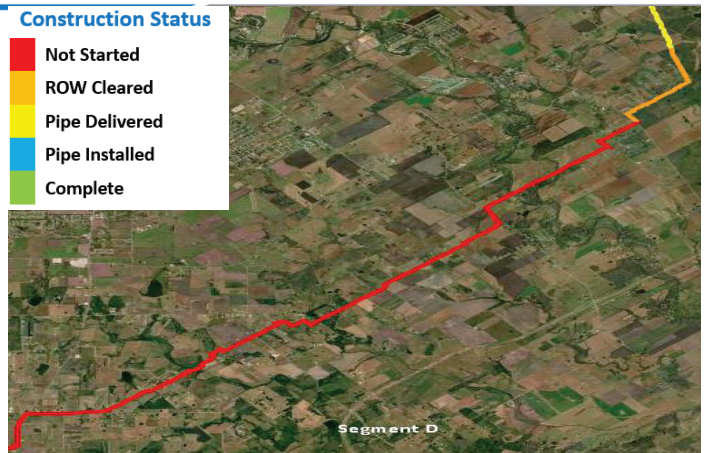 Construction Status
Not Started
ROW Cleared
Pipe Delivered
Pipe Installed
Complete
Segment D